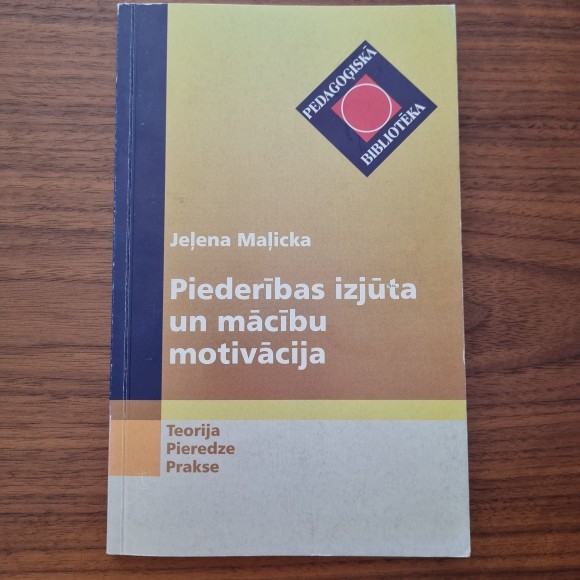 PEDAGOĢISKĀ
BIBLIOTĒKA
Jeļena Maļicka
Piederības izjūta
un mācību
motivācija
Teorija
Pieredze
Prakse